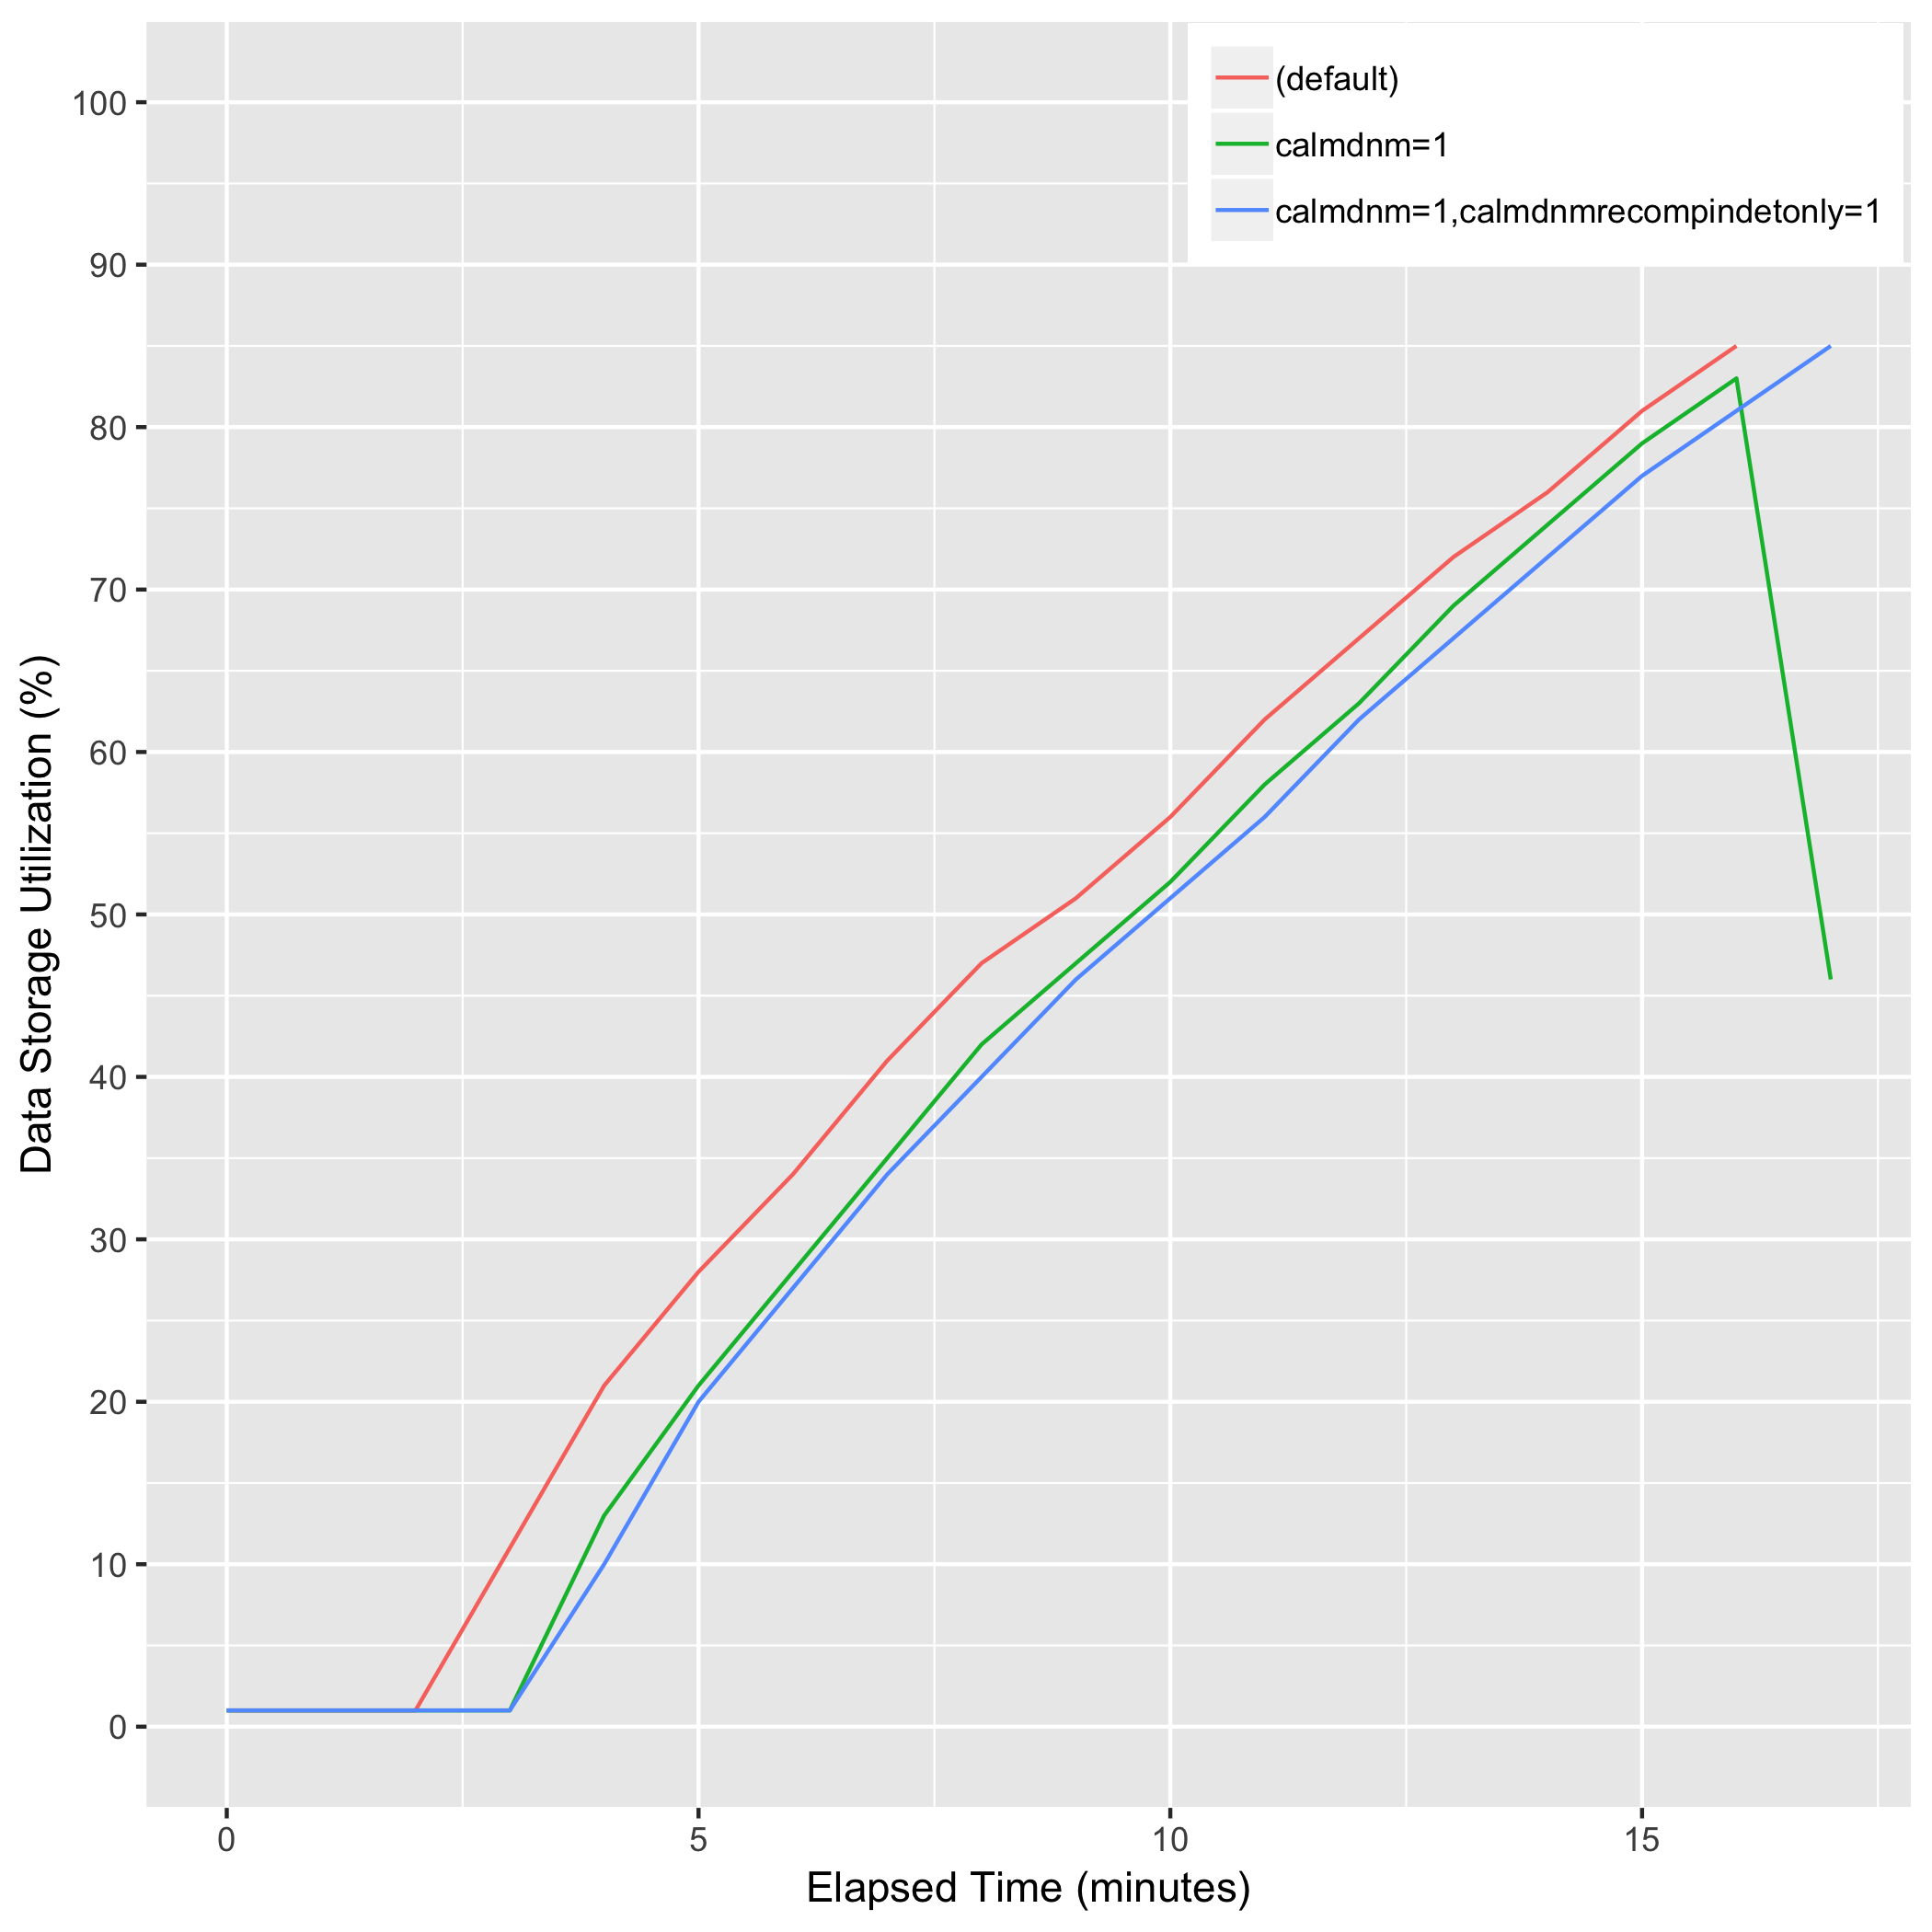 (default)
calmdnm=1
calmdnm=1,calmdnmrecompindetonly=1
100
90
80
70
60
50
40
30
20
10
0
Data Storage Utilization (%)
0 5 10 15
Elapsed Time (minutes)